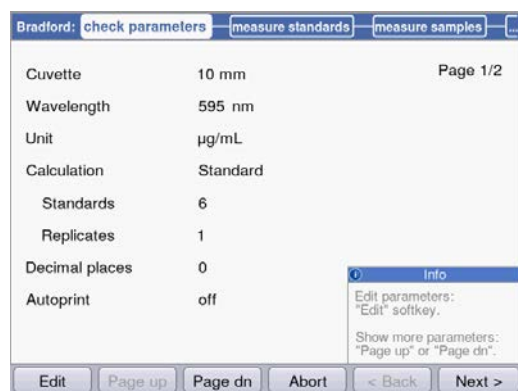 Bradford: check parameters measure standards measure samples ...
Page 1/2
Cuvette 10 mm
Wavelength 595 nm
Unit µg/mL
Calculation Standard
Standards 6
Replicates 1
Decimal places 0
Autoprint off
Info
Edit parameters:
"Edit" softkey.
Show more parameters:
"Page up" or "Page dn".
Edit Page up Page dn Abort < Back Next >